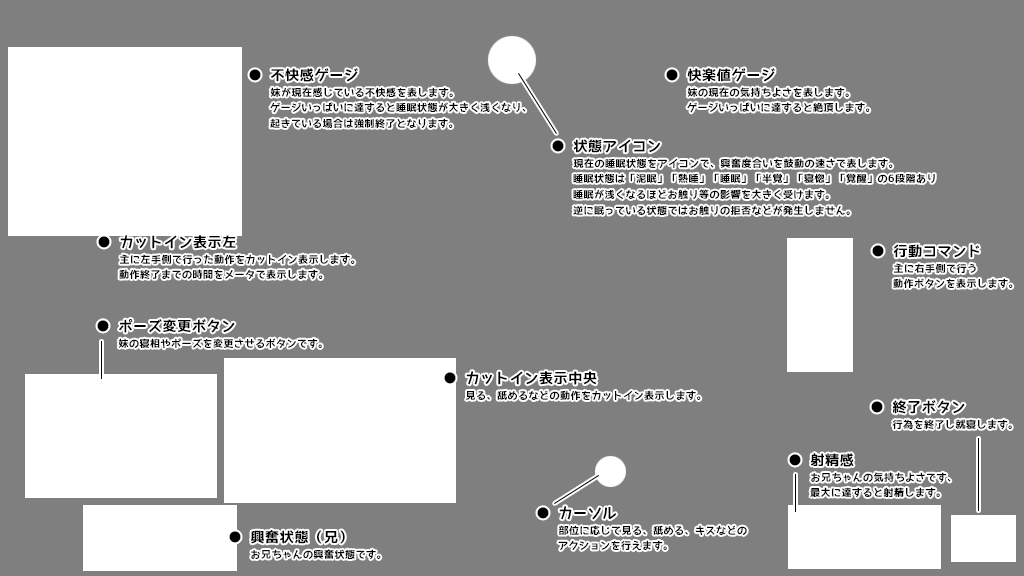 不快感ゲージ
妹が現在感じている不快感を表します。
ゲージいっぱいに達すると睡眠状態が大きく浅くなり、
起きている場合は強制終了となります。
快楽値ゲージ
妹の現在の気持ちよさを表します。
ゲージいっぱいに達すると絶頂します。
状態アイコン
現在の睡眠状態をアイコンで、興奮度合いを鼓動の速さで表します。
睡眠状態は「泥眠」「熟睡」「睡眠」「半覚」「寝惚」「覚醒」の6段階あり
睡眠が浅くなるほどお触り等の影響を大きく受けます。
逆に眠っている状態ではお触りの拒否などが発生しません。
カットイン表示左
主に左手側で行った動作をカットイン表示します。
動作終了までの時間をメータで表示します。
行動コマンド
主に右手側で行う
動作ボタンを表示します。
ポーズ変更ボタン
妹の寝相やポーズを変更させるボタンです。
カットイン表示中央
見る、舐めるなどの動作をカットイン表示します。
終了ボタン
行為を終了し就寝します。
射精感
お兄ちゃんの気持ちよさです、
最大に達すると射精します。
カーソル
部位に応じて見る、舐める、キスなどの
アクションを行えます。
興奮状態（兄）
お兄ちゃんの興奮状態です。